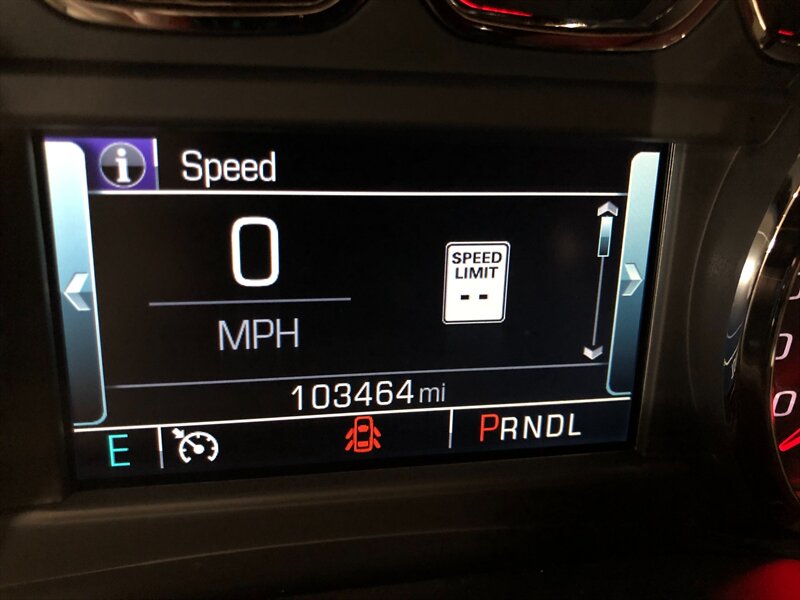 i Speed
0
MPH
SPEED
LIMIT
--
103464 mi
E PRNDL